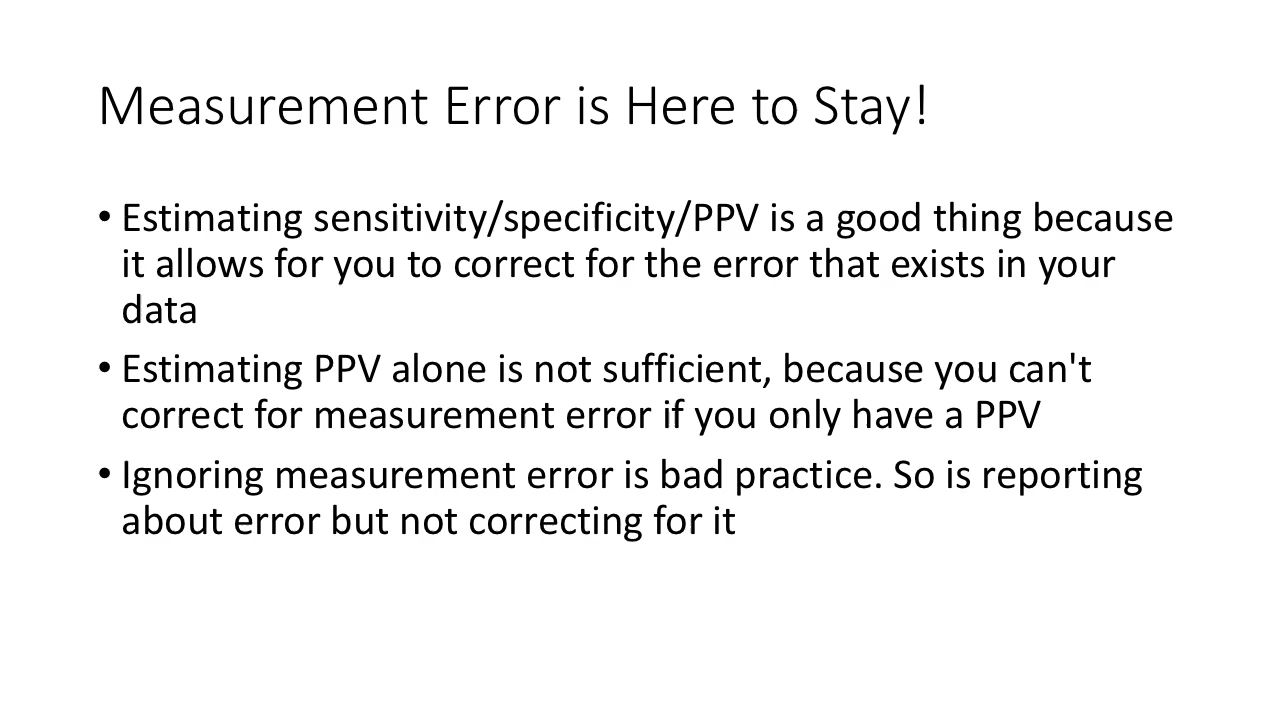 Measurement Error is Here to Stay!
• Estimating sensitivity/specificity/PPV is a good thing because
it allows for you to correct for the error that exists in your
data
• Estimating PPV alone is not sufficient, because you can't
correct for measurement error if you only have a PPV
• Ignoring measurement error is bad practice. So is reporting
about error but not correcting for it